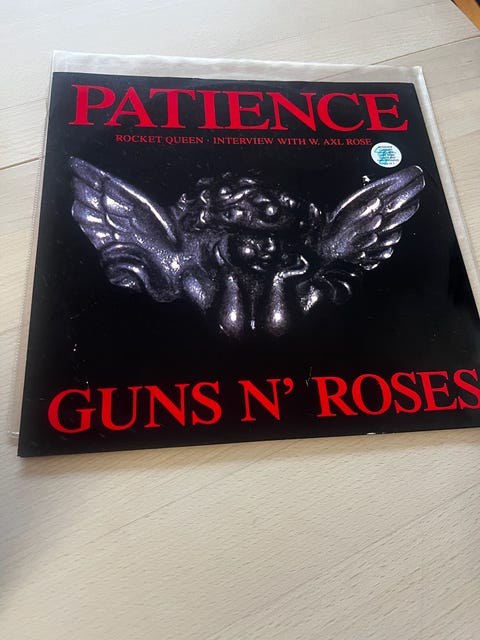 PATIENCE
ROCKET QUEEN · INTERVIEW WITH W. AXL ROSE
GUNS N' ROSES